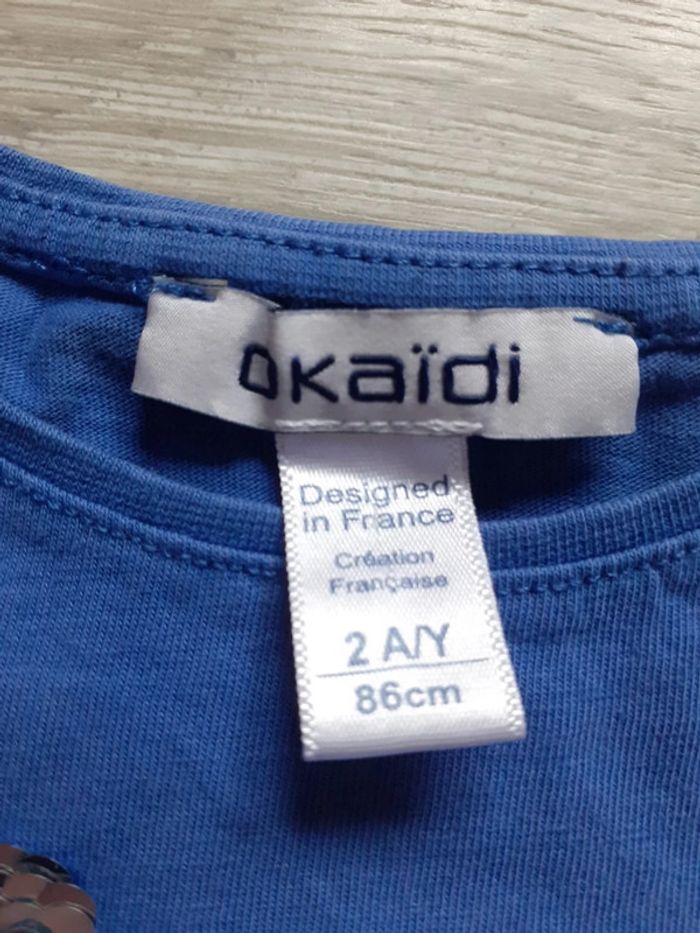 Okaïdi
Designed
in France
Création
Française
2 A/Y
86cm